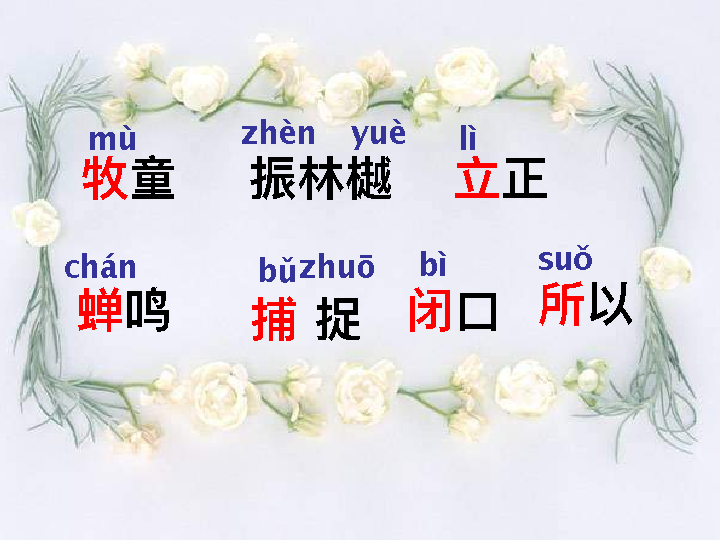 mù zhèn yuè lì
牧童 振林樾 立正
chán bǔ zhuō bì suǒ
蝉鸣 捕捉 闭口 所以